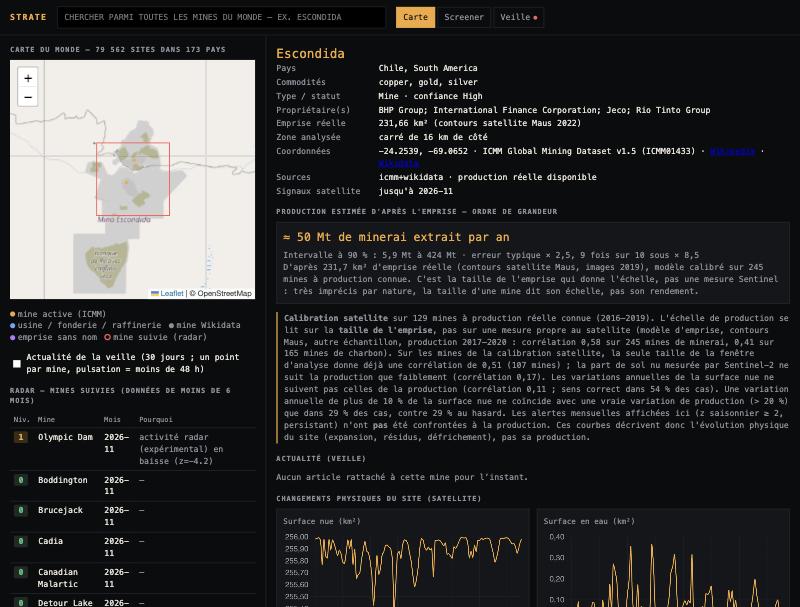 STRATE
CHERCHER PARMI TOUTES LES MINES DU MONDE — EX. ESCONDIDA
Carte
Screener
Veille
CARTE DU MONDE — 79 562 SITES DANS 173 PAYS
+
−
Mina Escondida
Leaflet | © OpenStreetMap
mine active (ICMM)
usine / fonderie / raffinerie
mine Wikidata
emprise sans nom
mine suivie (radar)
Actualité de la veille (30 jours ; un point
par mine, pulsation = moins de 48 h)
RADAR — MINES SUIVIES (DONNÉES DE MOINS DE 6
MOIS)
Niv. Mine Mois Pourquoi
1 Olympic Dam 2026-
11 activité radar
(expérimental) en
baisse (z=−4.2)
0 Boddington 2026-
11 —
0 Brucejack 2026-
11 —
0 Cadia 2026-
11 —
0 Canadian
Malartic 2026-
11 —
0 Detour Lake 2026- —
Escondida
Pays Chile, South America
Commodités copper, gold, silver
Type / statut Mine · confiance High
Propriétaire(s) BHP Group; International Finance Corporation; Jeco; Rio Tinto Group
Emprise réelle 231,66 km² (contours satellite Maus 2022)
Zone analysée carré de 16 km de côté
Coordonnées −24.2539, −69.0652 · ICMM Global Mining Dataset v1.5 (ICMM01433) · Wikipedia ·
Wikidata
Sources icmm+wikidata · production réelle disponible
Signaux satellite jusqu'à 2026-11
PRODUCTION ESTIMÉE D'APRÈS L'EMPRISE — ORDRE DE GRANDEUR
≈ 50 Mt de minerai extrait par an
Intervalle à 90 % : 5,9 Mt à 424 Mt · erreur typique × 2,5, 9 fois sur 10 sous × 8,5
D'après 231,7 km² d'emprise réelle (contours satellite Maus, images 2019), modèle calibré sur 245
mines à production connue. C'est la taille de l'emprise qui donne l'échelle, pas une mesure Sentinel
: très imprécis par nature, la taille d'une mine dit son échelle, pas son rendement.
Calibration satellite sur 129 mines à production réelle connue (2016–2019). L'échelle de production se
lit sur la taille de l'emprise, pas sur une mesure propre au satellite (modèle d'emprise, contours
Maus, autre échantillon, production 2017–2020 : corrélation 0,58 sur 245 mines de minerai, 0,41 sur
165 mines de charbon). Sur les mines de la calibration satellite, la seule taille de la fenêtre
d'analyse donne déjà une corrélation de 0,51 (107 mines) ; la part de sol nu mesurée par Sentinel-2 ne
suit la production que faiblement (corrélation 0,17). Les variations annuelles de la surface nue ne
suivent pas celles de la production (corrélation 0,11 ; sens correct dans 54 % des cas). Une variation
annuelle de plus de 10 % de la surface nue ne coïncide avec une vraie variation de production (> 20 %)
que dans 29 % des cas, contre 29 % au hasard. Les alertes mensuelles affichées ici (z saisonnier ≥ 2,
persistant) n'ont pas été confrontées à la production. Ces courbes décrivent donc l'évolution physique
du site (expansion, résidus, défrichement), pas sa production.
ACTUALITÉ (VEILLE)
Aucun article rattaché à cette mine pour l'instant.
CHANGEMENTS PHYSIQUES DU SITE (SATELLITE)
Surface nue (km²)
256,00
255,90
255,80
255,70
255,60
255,50
Surface en eau (km²)
0,40
0,30
0,20
0,10